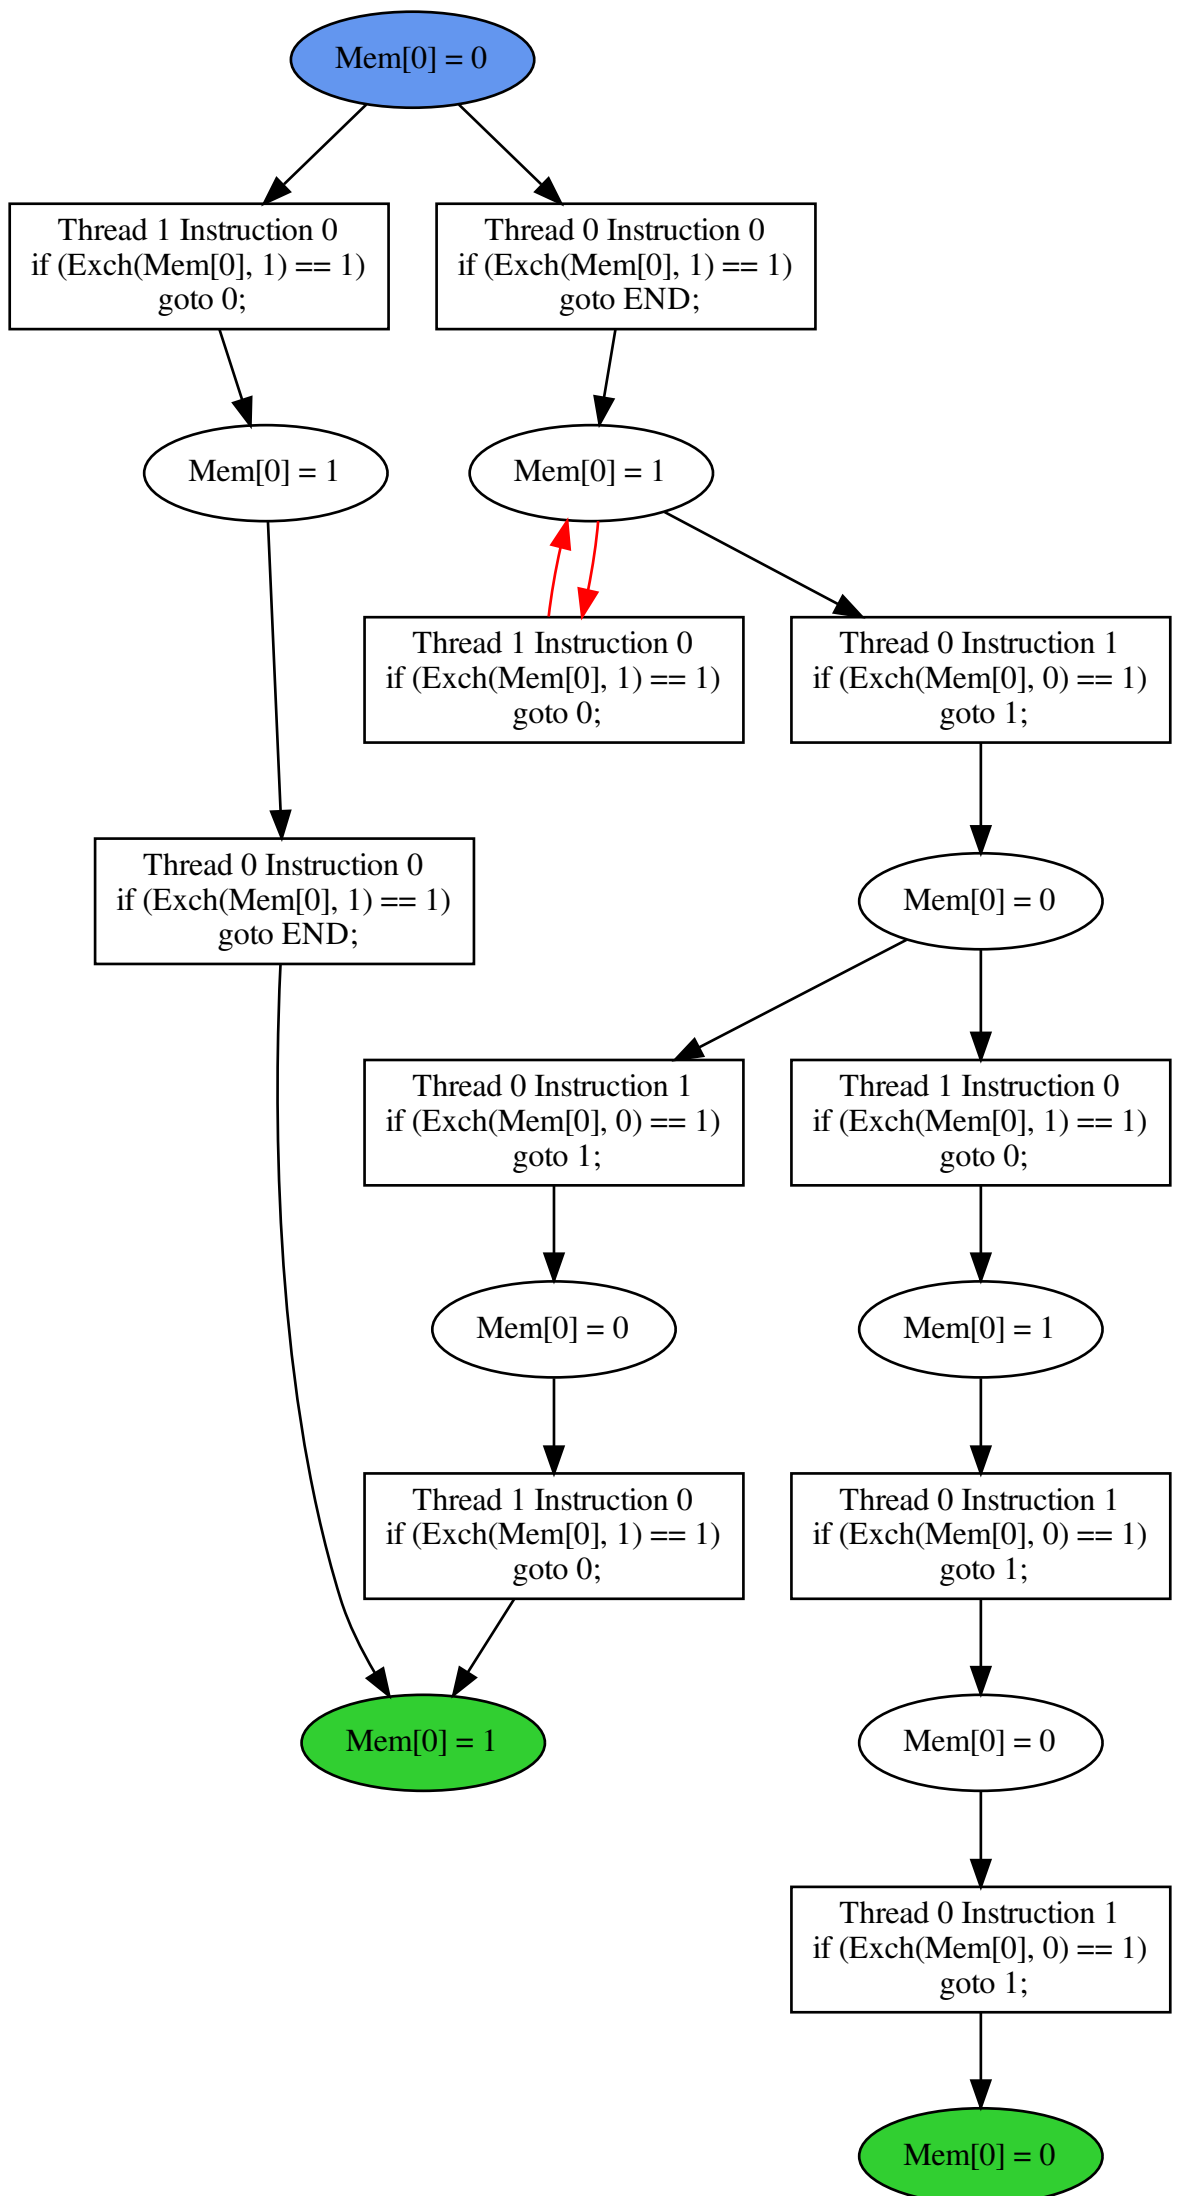 Mem[0] = 0
Thread 1 Instruction 0
if (Exch(Mem[0], 1) == 1)
goto 0;
Thread 0 Instruction 0
if (Exch(Mem[0], 1) == 1)
goto END;
Mem[0] = 1
Mem[0] = 1
Thread 1 Instruction 0
if (Exch(Mem[0], 1) == 1)
goto 0;
Thread 0 Instruction 1
if (Exch(Mem[0], 0) == 1)
goto 1;
Thread 0 Instruction 0
if (Exch(Mem[0], 1) == 1)
goto END;
Mem[0] = 0
Thread 0 Instruction 1
if (Exch(Mem[0], 0) == 1)
goto 1;
Thread 1 Instruction 0
if (Exch(Mem[0], 1) == 1)
goto 0;
Mem[0] = 0
Mem[0] = 1
Thread 1 Instruction 0
if (Exch(Mem[0], 1) == 1)
goto 0;
Thread 0 Instruction 1
if (Exch(Mem[0], 0) == 1)
goto 1;
Mem[0] = 1
Mem[0] = 0
Thread 0 Instruction 1
if (Exch(Mem[0], 0) == 1)
goto 1;
Mem[0] = 0